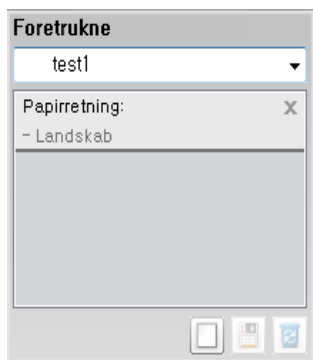 Foretrukne
test1
Papirretning:
X
- Landskab